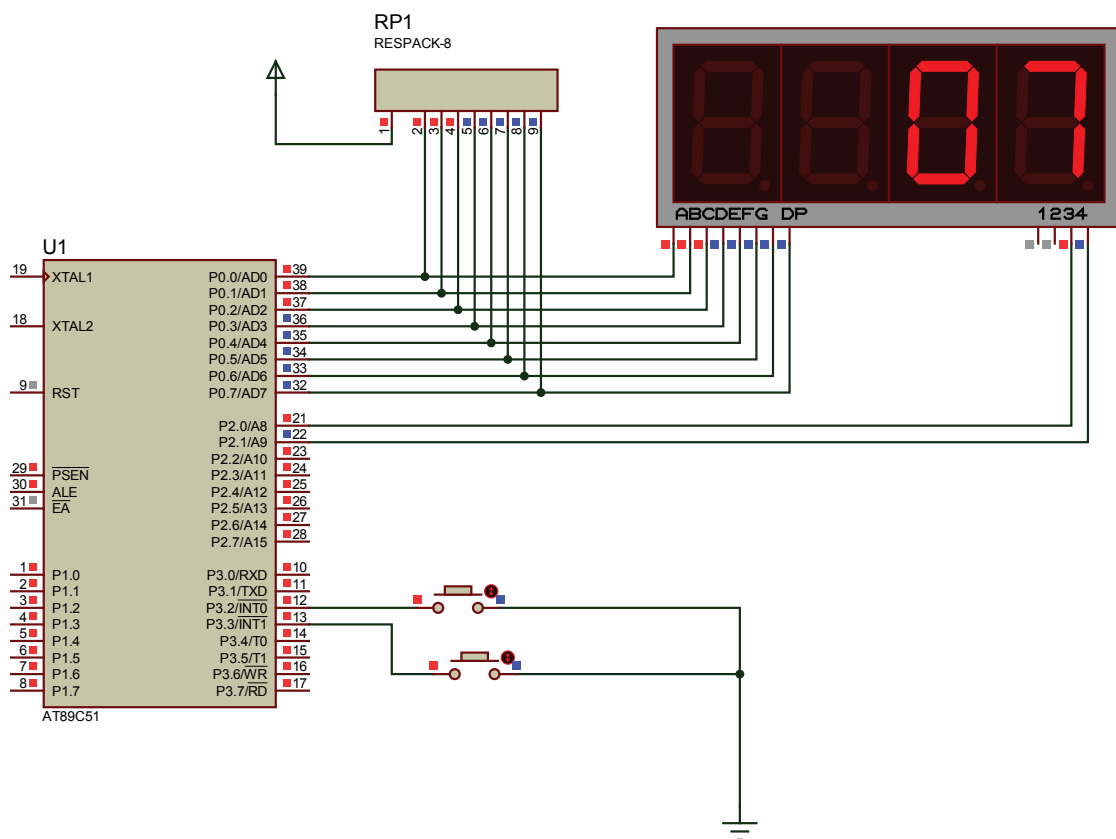 RP1
RESPACK-8
1 2 3 4 5 6 7 8 9
07
ABCDEFG DP
1234
U1
19 XTAL1 P0.0/AD0 39
P0.1/AD1 38
P0.2/AD2 37
18 XTAL2 P0.3/AD3 36
P0.4/AD4 35
P0.5/AD5 34
P0.6/AD6 33
9 RST P0.7/AD7 32
P2.0/A8 21
P2.1/A9 22
P2.2/A10 23
29 PSEN P2.3/A11 24
30 ALE P2.4/A12 25
31 EA P2.5/A13 26
P2.6/A14 27
P2.7/A15 28
1 P1.0 P3.0/RXD 10
2 P1.1 P3.1/TXD 11
3 P1.2 P3.2/INT0 12
4 P1.3 P3.3/INT1 13
5 P1.4 P3.4/T0 14
6 P1.5 P3.5/T1 15
7 P1.6 P3.6/WR 16
8 P1.7 P3.7/RD 17
AT89C51